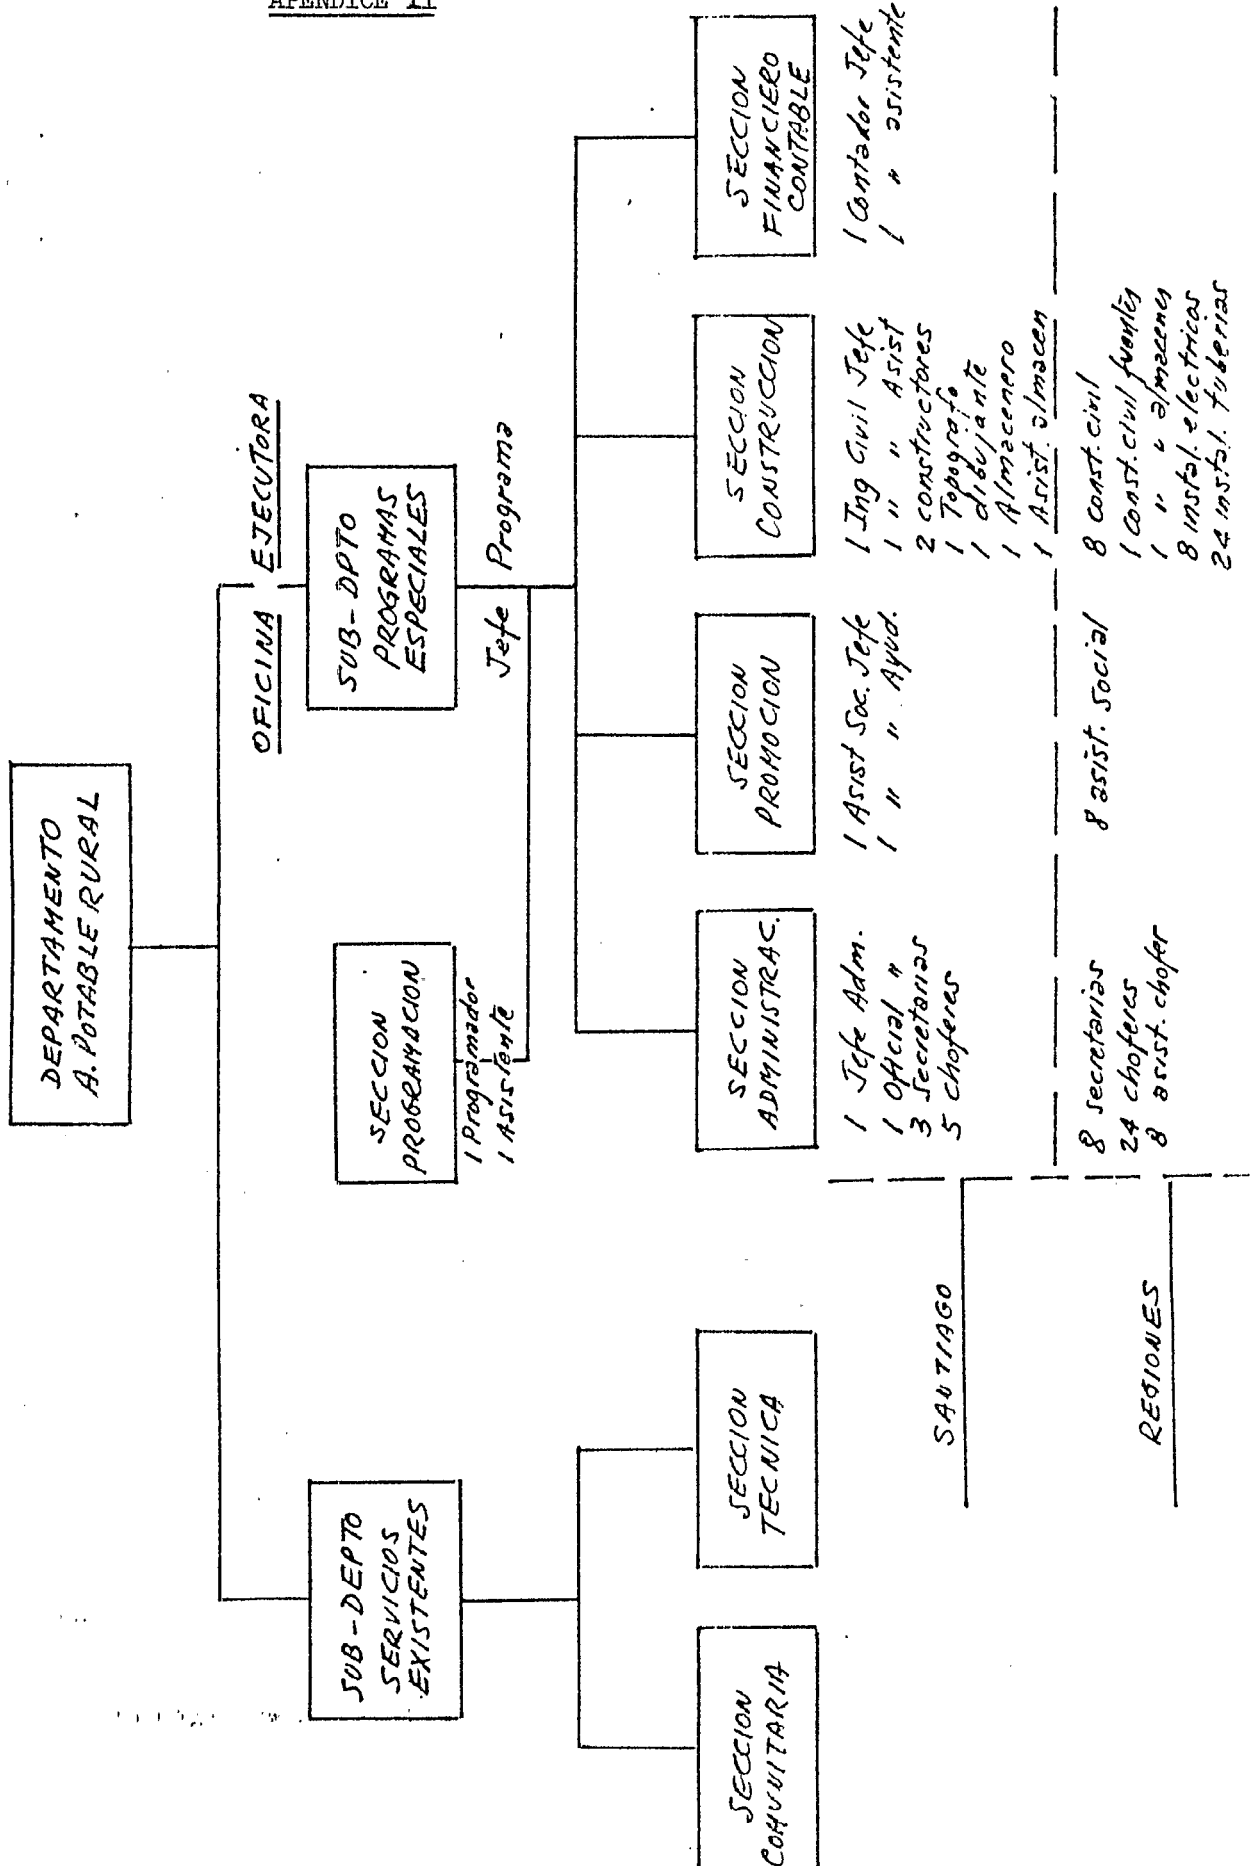 APENDICE II
DEPARTAMENTO
A. POTABLE RURAL
OFICINA EJECUTORA
SUB-DEPTO
SERVICIOS
EXISTENTES
SECCION
PROGRAMACION
1 Programador
1 Asistente
SUB-DPTO
PROGRAMAS
ESPECIALES
Jefe Programa
SECCION
COMUNITARIA
SECCION
TECNICA
SECCION
ADMINISTRAC.
SECCION
PROMOCION
SECCION
CONSTRUCCION
SECCION
FINANCIERO
CONTABLE
SANTIAGO
1 Jefe Adm.
1 Oficial "
3 Secretarias
5 choferes
1 Asist Soc. Jefe
1 " " Ayud.
1 Ing Civil Jefe
1 " " Asist
2 constructores
1 Topografo
1 dibujante
1 Almacenero
1 Asist. almacen
1 Contador Jefe
1 " asistente
REGIONES
8 secretarias
24 choferes
8 asist. chofer
8 asist. social
8 const. civil
1 const. civil fuentes
1 " " almacenes
8 instal. electricas
24 instal. tuberias